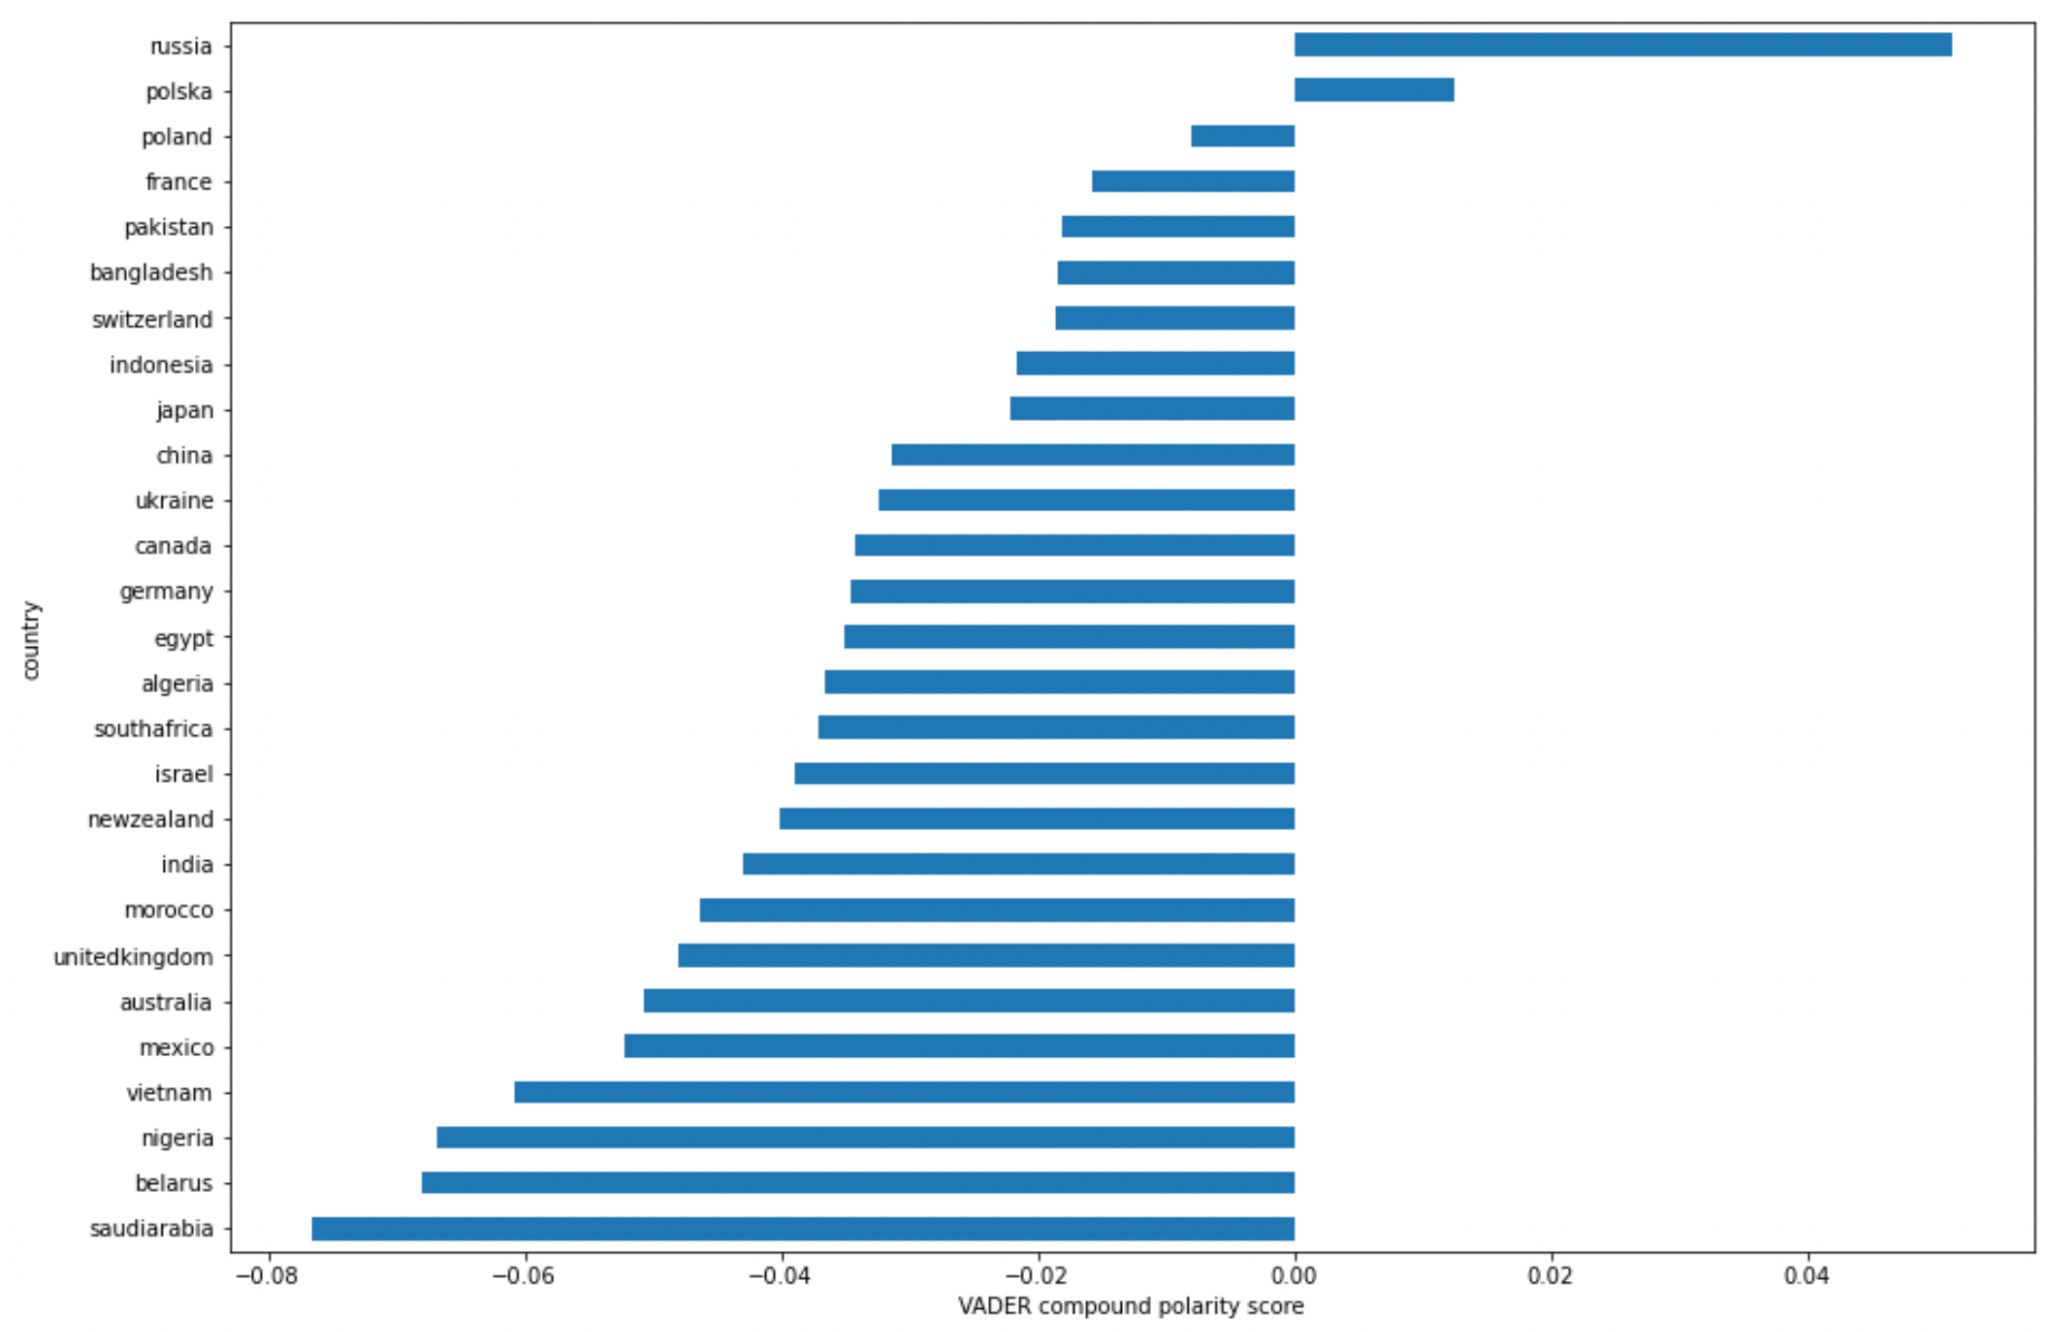 russia
polska
poland
france
pakistan
bangladesh
switzerland
indonesia
japan
china
ukraine
canada
germany
egypt
algeria
southafrica
israel
newzealand
india
morocco
unitedkingdom
australia
mexico
vietnam
nigeria
belarus
saudiarabia
country
−0.08 −0.06 −0.04 −0.02 0.00 0.02 0.04
VADER compound polarity score